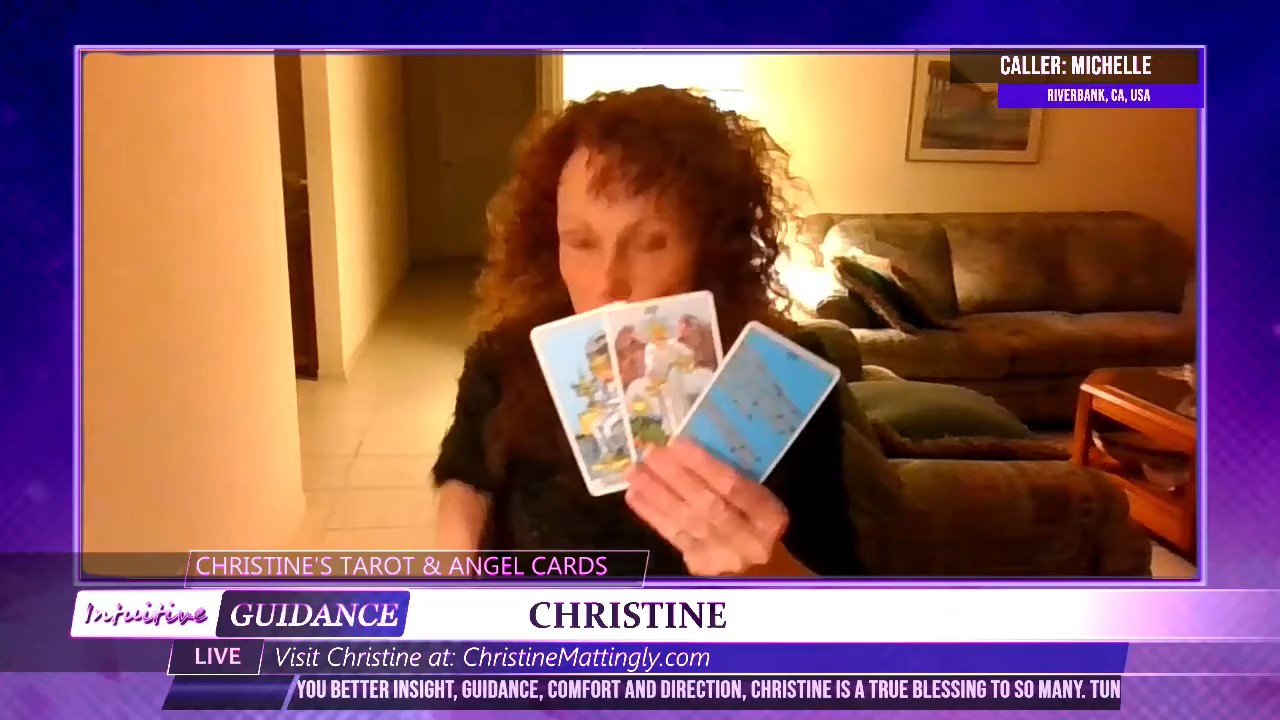 CALLER: MICHELLE
RIVERBANK, CA, USA
CHRISTINE'S TAROT & ANGEL CARDS
Intuitive GUIDANCE
CHRISTINE
LIVE
Visit Christine at: ChristineMattingly.com
YOU BETTER INSIGHT, GUIDANCE, COMFORT AND DIRECTION, CHRISTINE IS A TRUE BLESSING TO SO MANY. TUN